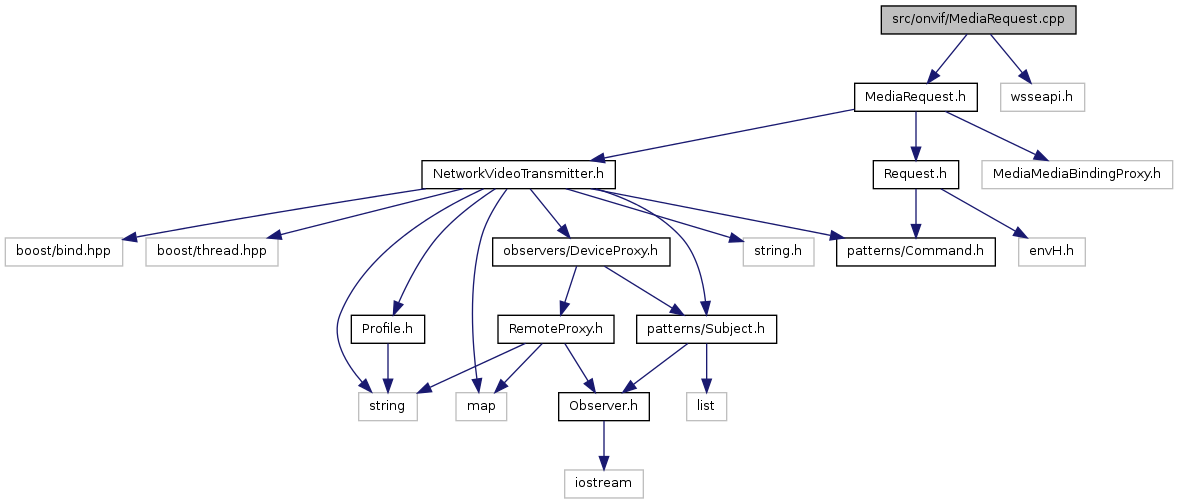 src/onvif/MediaRequest.cpp
MediaRequest.h
wsseapi.h
NetworkVideoTransmitter.h
Request.h
MediaMediaBindingProxy.h
boost/bind.hpp
boost/thread.hpp
observers/DeviceProxy.h
string.h
patterns/Command.h
envH.h
Profile.h
RemoteProxy.h
patterns/Subject.h
string
map
Observer.h
list
iostream